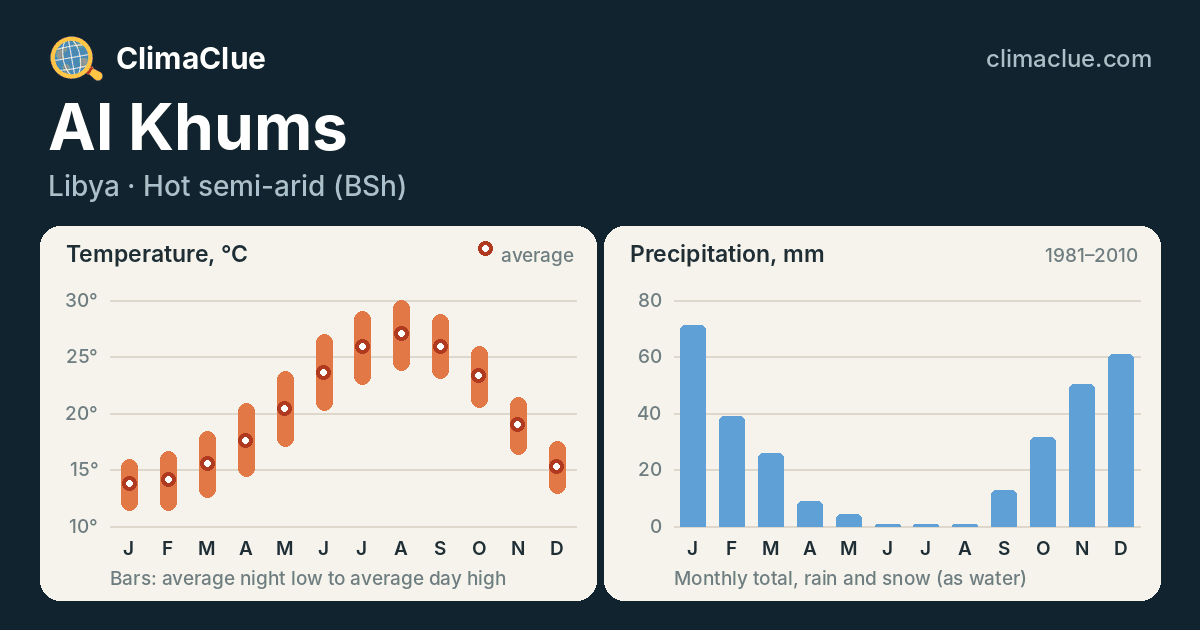 ClimaClue
climaclue.com
Al Khums
Libya · Hot semi-arid (BSh)
Temperature, °C
average
30°
25°
20°
15°
10°
J F M A M J J A S O N D
Bars: average night low to average day high
Precipitation, mm
1981–2010
80
60
40
20
0
J F M A M J J A S O N D
Monthly total, rain and snow (as water)